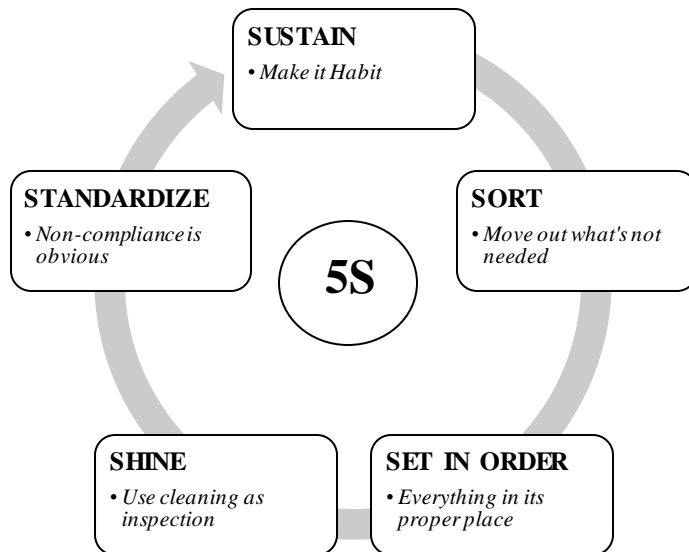 SUSTAIN
• Make it Habit
SORT
• Move out what's not
needed
SET IN ORDER
• Everything in its
proper place
SHINE
• Use cleaning as
inspection
STANDARDIZE
• Non-compliance is
obvious
5S